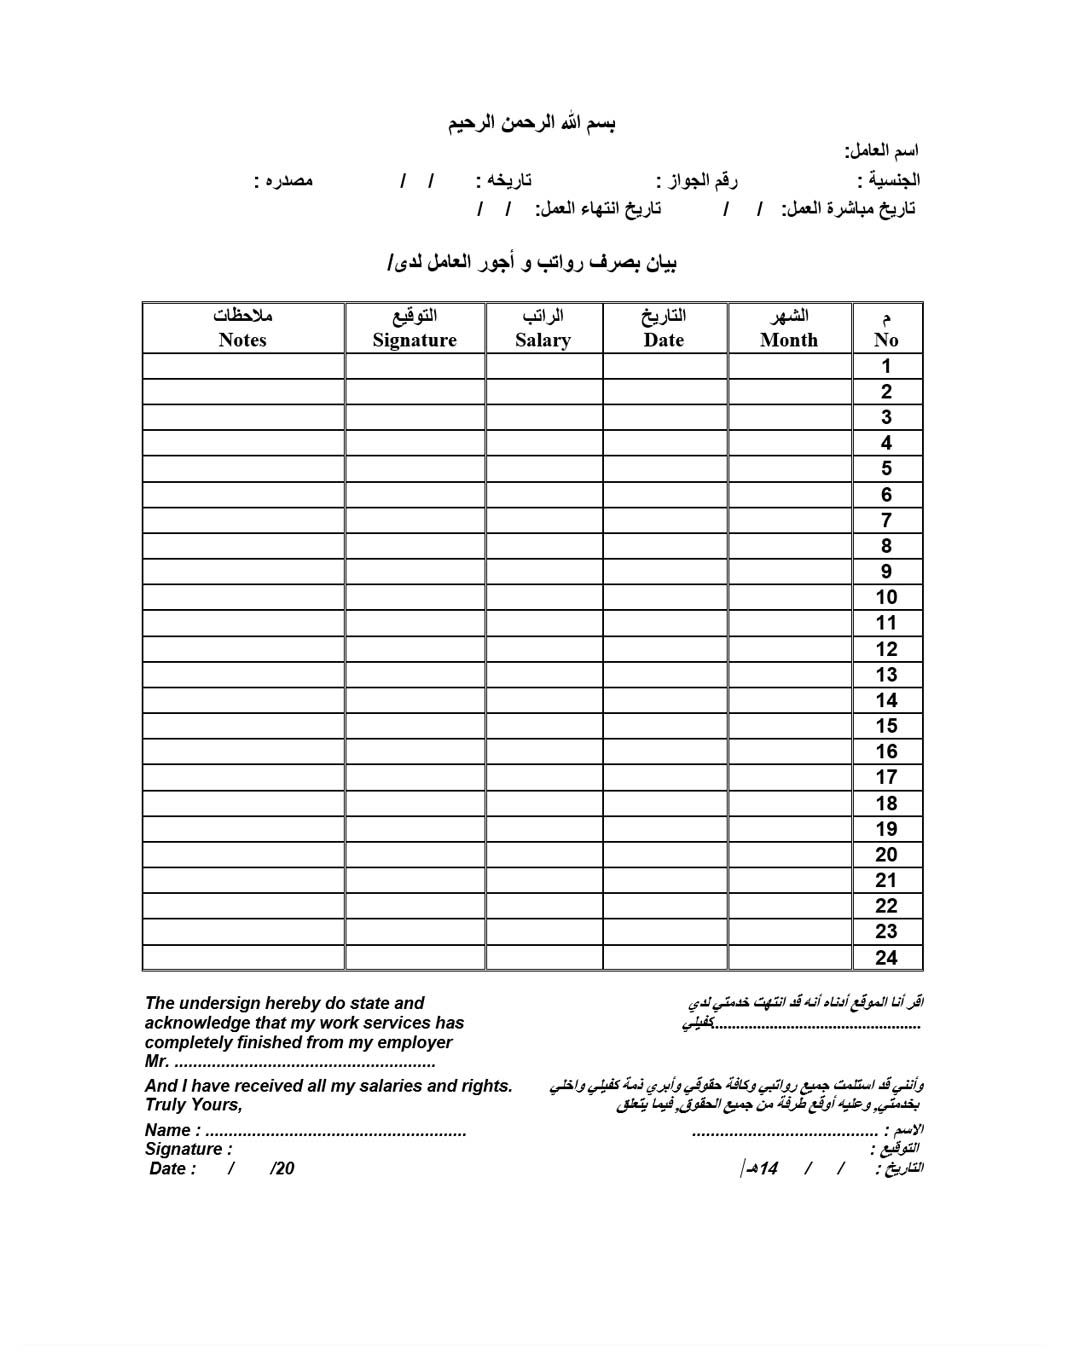 بسم الله الرحمن الرحيم
اسم العامل:
الجنسية : رقم الجواز : تاريخه : / / مصدره :
تاريخ مباشرة العمل: / / تاريخ انتهاء العمل: / /
بيان بصرف رواتب و أجور العامل لدى/
م الشهر التاريخ الراتب التوقيع ملاحظات
No Month Date Salary Signature Notes
1
2
3
4
5
6
7
8
9
10
11
12
13
14
15
16
17
18
19
20
21
22
23
24
اقر أنا الموقع أدناه أنه قد انتهت خدمتي لدي
كفيلي..................................................
وأنني قد استلمت جميع رواتبي وكافة حقوقي وأبري ذمة كفيلي واخلي
بخدمتي, وعليه أوقع طرفة من جميع الحقوق, فيما يتعلق
الاسم : ........................................
التوقيع :
التاريخ : / / 14هـ|
The undersign hereby do state and
acknowledge that my work services has
completely finished from my employer
Mr. ........................................................
And I have received all my salaries and rights.
Truly Yours,
Name : ........................................................
Signature :
Date : / /20